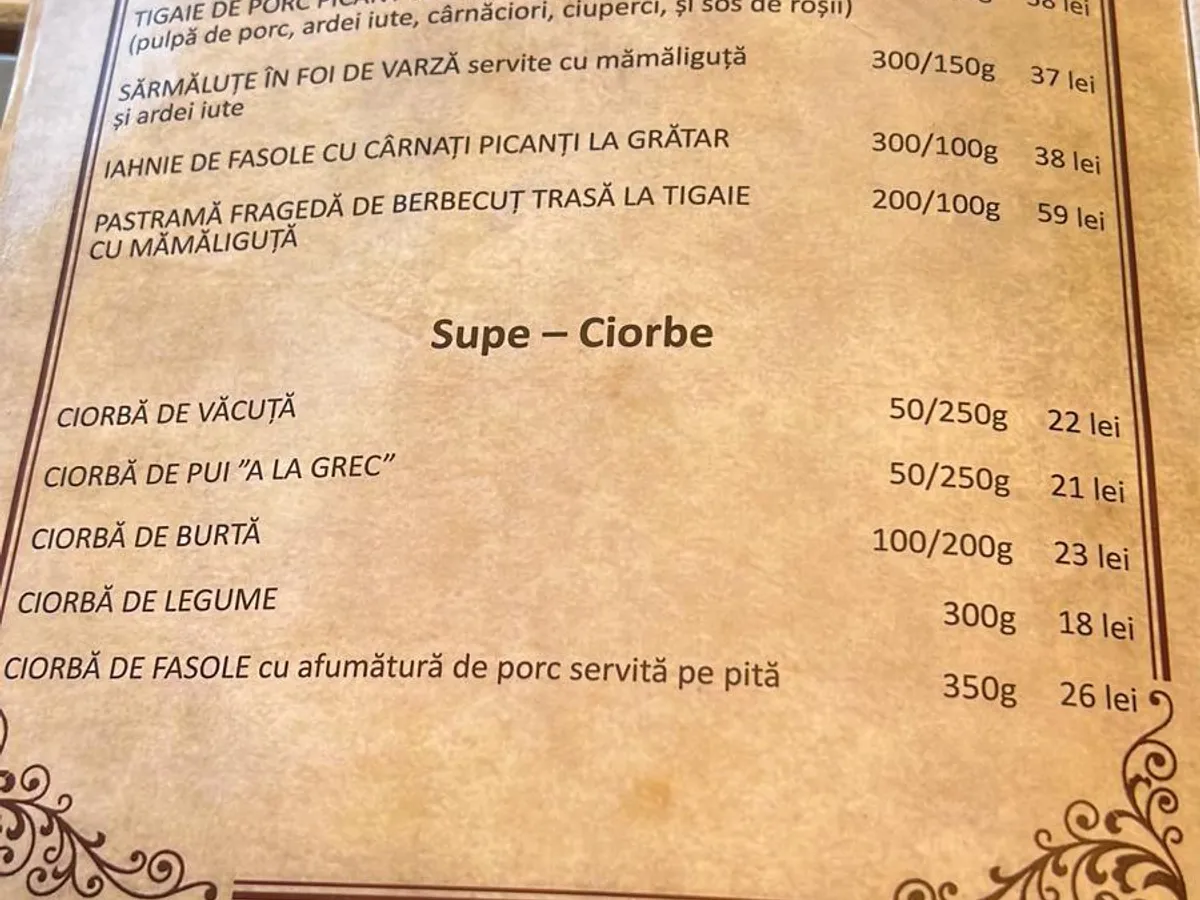 TIGAIE DE PORC
(pulpă de porc, ardei iute, cârnăciori, ciuperci, și sos de roșii) lei
SĂRMĂLUȚE ÎN FOI DE VARZĂ servite cu mămăliguță 300/150g 37 lei
și ardei iute
IAHNIE DE FASOLE CU CÂRNAȚI PICANȚI LA GRĂTAR 300/100g 38 lei
PASTRAMĂ FRAGEDĂ DE BERBECUȚ TRASĂ LA TIGAIE 200/100g 59 lei
CU MĂMĂLIGUȚĂ
Supe – Ciorbe
CIORBĂ DE VĂCUȚĂ 50/250g 22 lei
CIORBĂ DE PUI ”A LA GREC” 50/250g 21 lei
CIORBĂ DE BURTĂ 100/200g 23 lei
CIORBĂ DE LEGUME 300g 18 lei
CIORBĂ DE FASOLE cu afumătură de porc servită pe pită 350g 26 lei